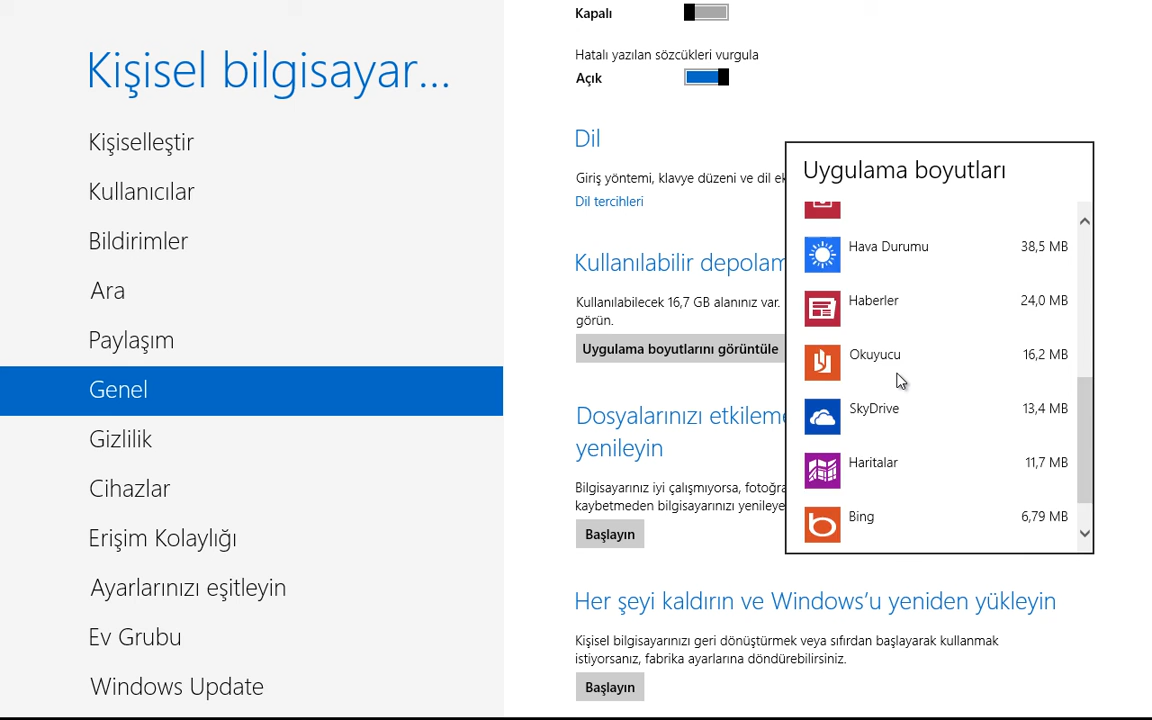 Kişisel bilgisayar...
Kişiselleştir
Kullanıcılar
Bildirimler
Ara
Paylaşım
Genel
Gizlilik
Cihazlar
Erişim Kolaylığı
Ayarlarınızı eşitleyin
Ev Grubu
Windows Update
Kapalı
Hatalı yazılan sözcükleri vurgula
Açık
Dil
Giriş yöntemi, klavye düzeni ve dil
Dil tercihleri
Kullanılabilir
Kullanılabilecek 16,7 GB alanınız var.
görün.
Uygulama boyutlarını görüntüle
Dosyalarınızı
yenileyin
Bilgisayarınız iyi çalışmıyorsa,
kaybetmeden bilgisayarınızı
Başlayın
Her şeyi kaldırın ve Windows'u yeniden yükleyin
Kişisel bilgisayarınızı geri dönüştürmek veya sıfırdan başlayarak kullanmak
istiyorsanız, fabrika ayarlarına döndürebilirsiniz.
Başlayın
Uygulama boyutları
Hava Durumu 38,5 MB
Haberler 24,0 MB
Okuyucu 16,2 MB
SkyDrive 13,4 MB
Haritalar 11,7 MB
Bing 6,79 MB